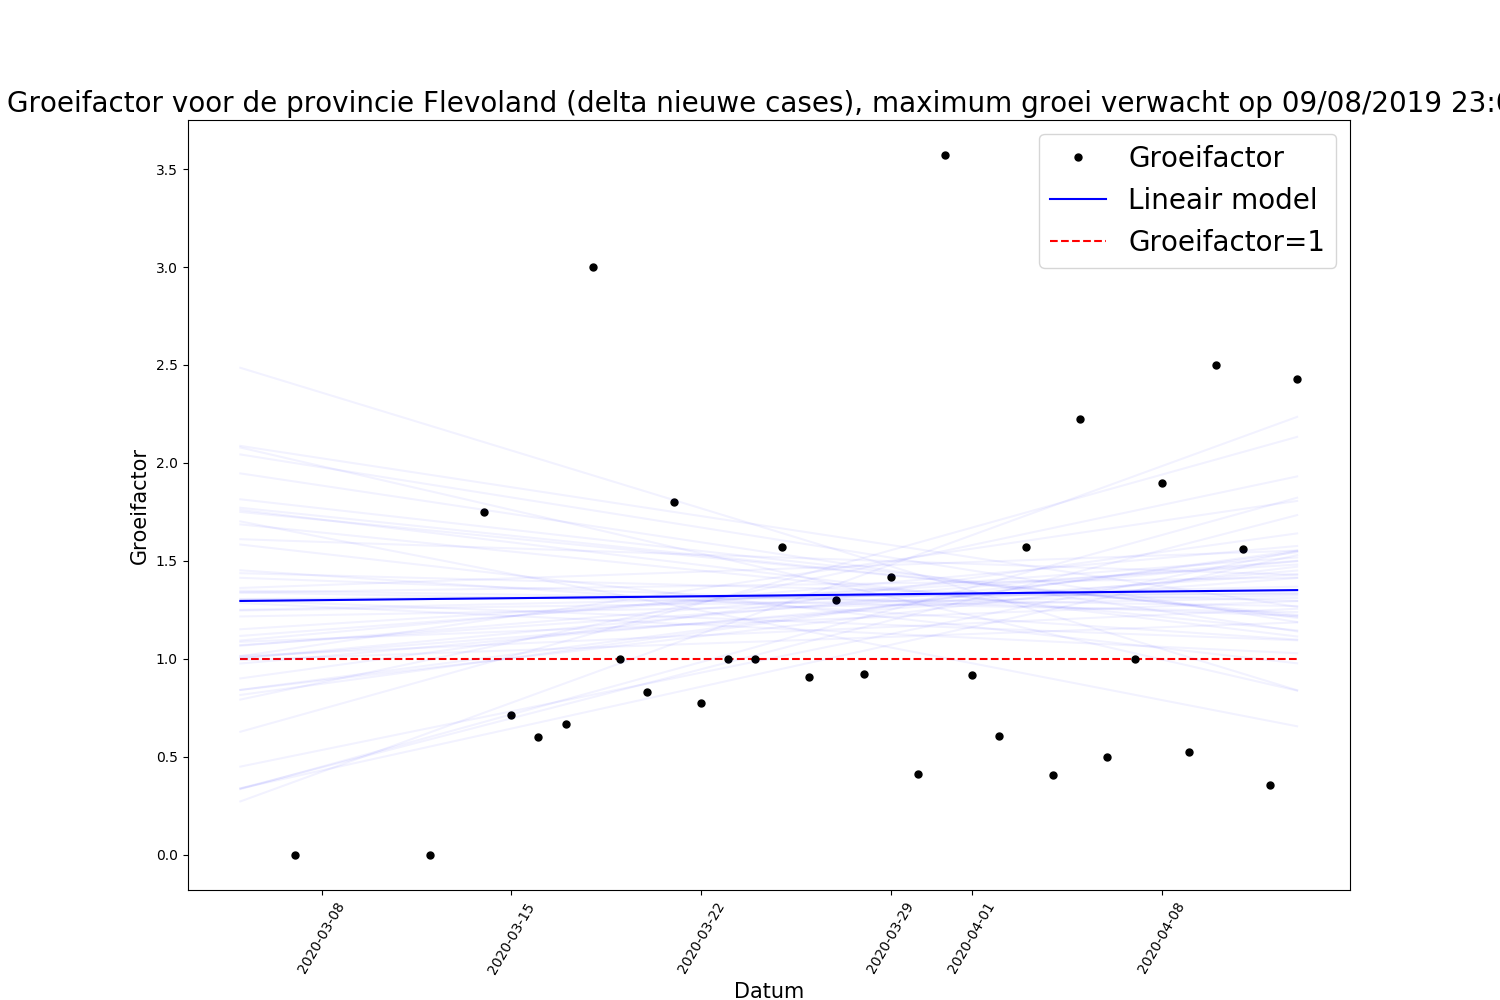 Groeifactor voor de provincie Flevoland (delta nieuwe cases), maximum groei verwacht op 09/08/2019 23:
Groeifactor
Lineair model
Groeifactor=1
Groeifactor
3.5
3.0
2.5
2.0
1.5
1.0
0.5
0.0
2020-03-08
2020-03-15
2020-03-22
2020-03-29
2020-04-01
2020-04-08
Datum